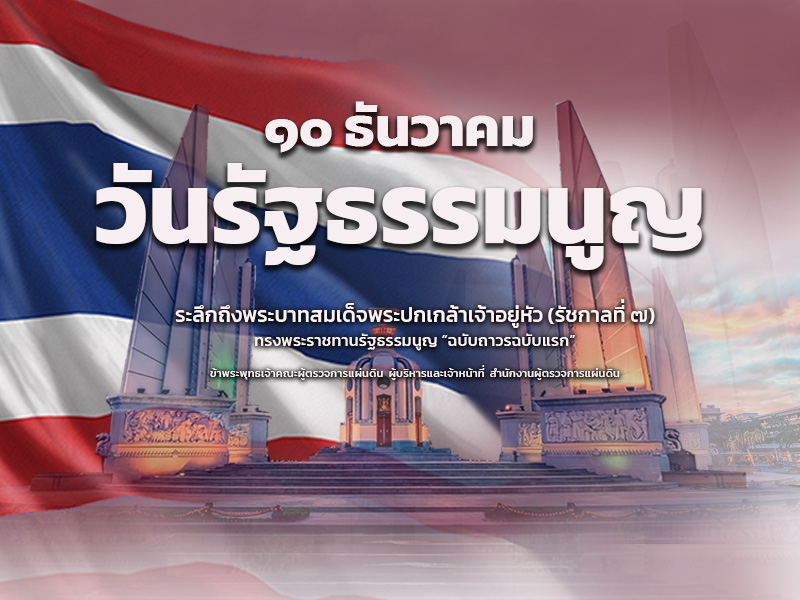 ๑๐ ธันวาคม
วันรัฐธรรมนูญ
ระลึกถึงพระบาทสมเด็จพระปกเกล้าเจ้าอยู่หัว (รัชกาลที่ ๗)
ทรงพระราชทานรัฐธรรมนูญ “ฉบับถาวรฉบับแรก”
ข้าพระพุทธเจ้าคณะผู้ตรวจการแผ่นดิน ผู้บริหารและเจ้าหน้าที่ สำนักงานผู้ตรวจการแผ่นดิน